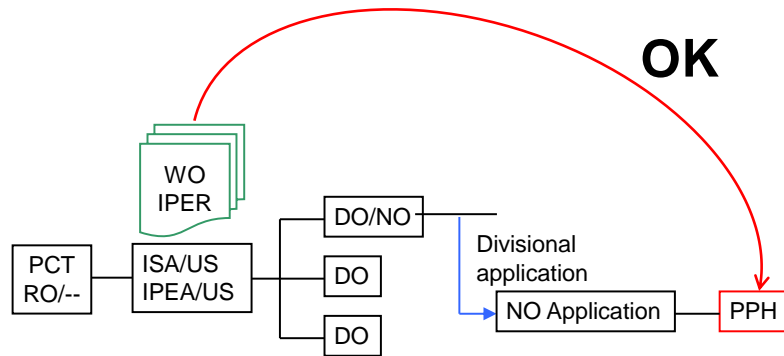 OK
WO
IPER
PCT
RO/--
ISA/US
IPEA/US
DO/NO
DO
DO
Divisional
application
NO Application
PPH